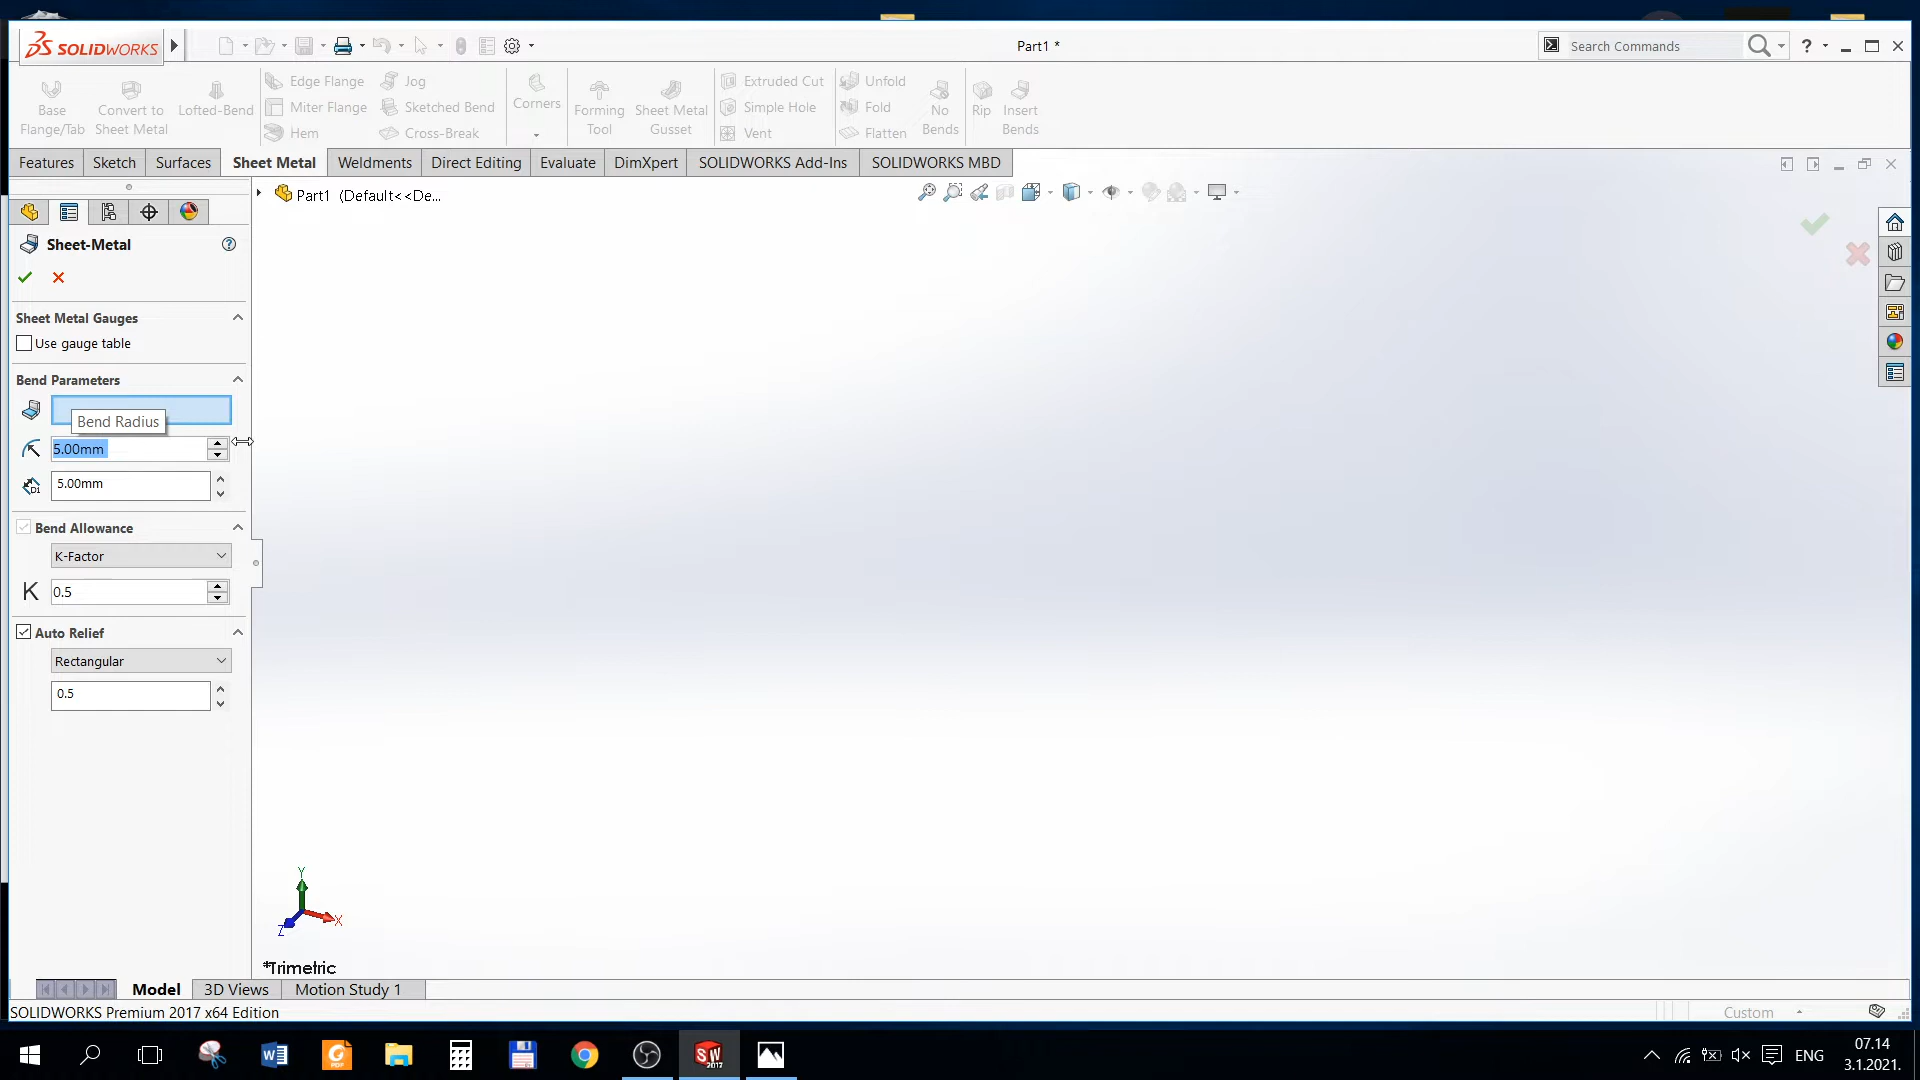 SOLIDWORKS
Part1 *
Search Commands
?
Base Flange/Tab
Convert to Sheet Metal
Lofted-Bend
Edge Flange
Miter Flange
Hem
Jog
Sketched Bend
Cross-Break
Corners
Forming Tool
Sheet Metal Gusset
Extruded Cut
Simple Hole
Vent
Unfold
Fold
Flatten
No Bends
Rip
Insert Bends
Features Sketch Surfaces Sheet Metal Weldments Direct Editing Evaluate DimXpert SOLIDWORKS Add-Ins SOLIDWORKS MBD
Part1 (Default<<De...
Sheet-Metal
?
Sheet Metal Gauges
Use gauge table
Bend Parameters
Bend Radius
5.00mm
5.00mm
Bend Allowance
K-Factor
K 0.5
Auto Relief
Rectangular
0.5
Y
X
Z
*Trimetric
Model 3D Views Motion Study 1
SOLIDWORKS Premium 2017 x64 Edition
Custom
ENG
07.14
3.1.2021.